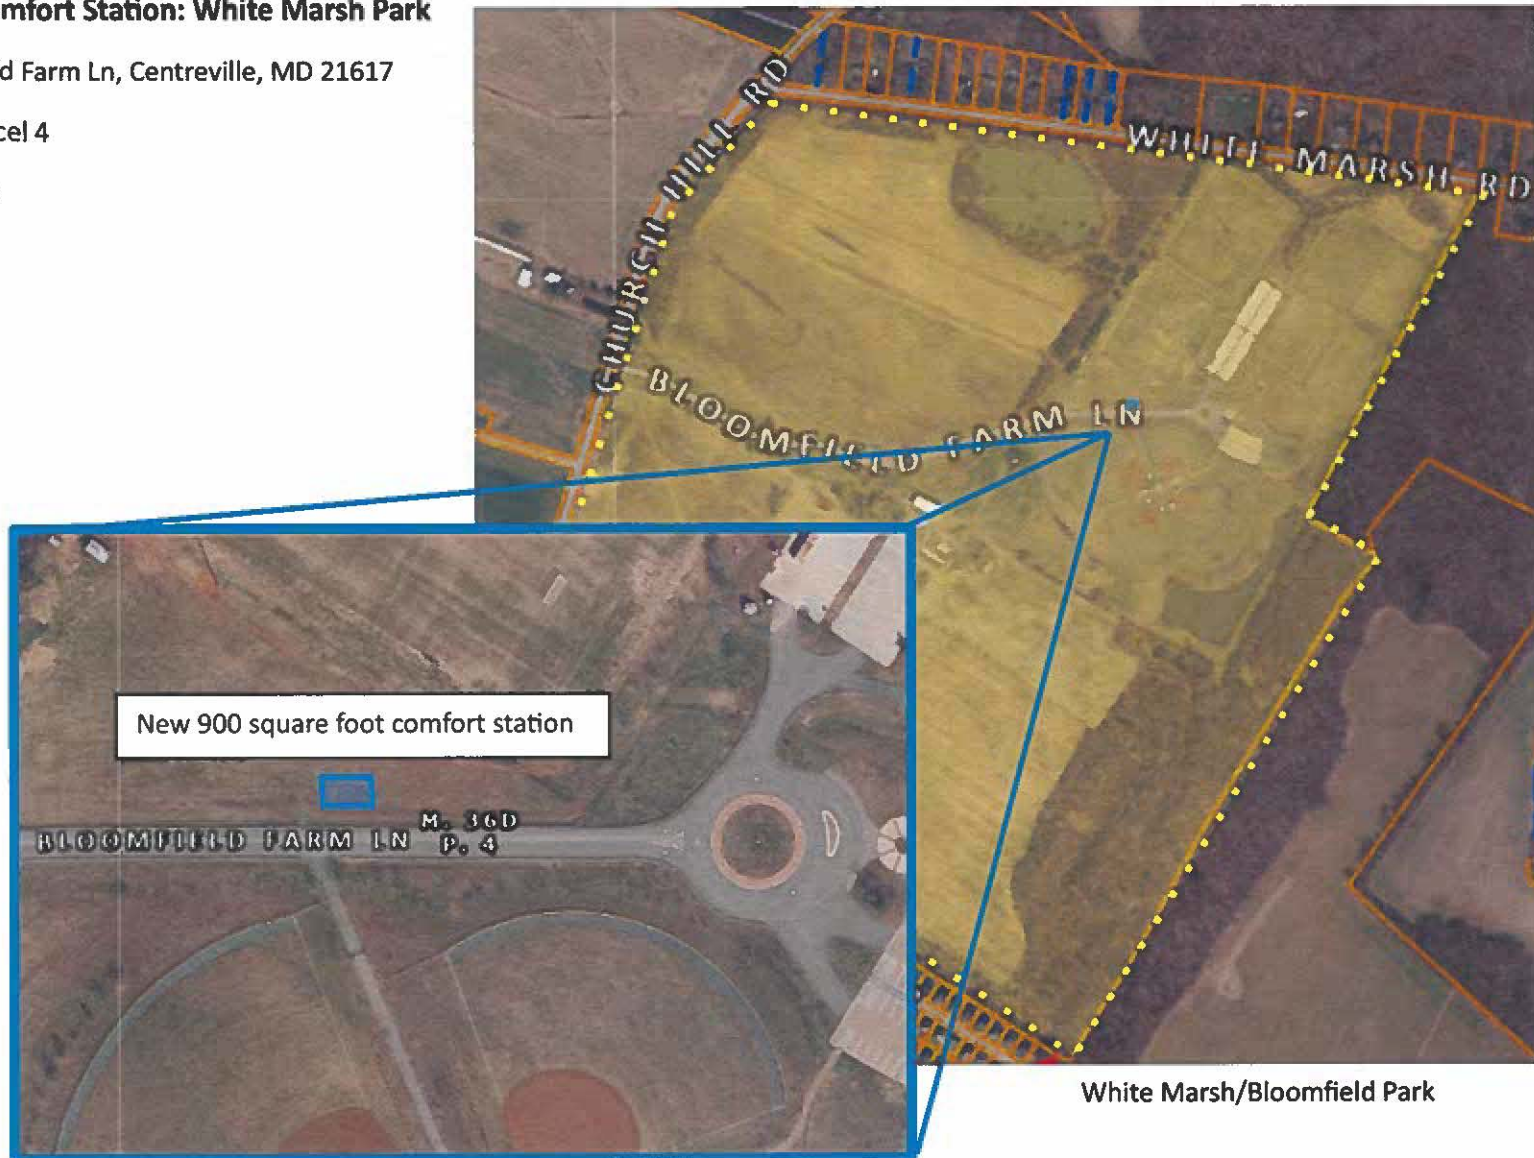 mfort Station: White Marsh Park
d Farm Ln, Centreville, MD 21617
cel 4
CHURCH HILL RD
WHITE MARSH RD
BLOOMFIELD FARM LN
New 900 square foot comfort station
M. 36D
BLOOMFIELD FARM LN
P. 4
White Marsh/Bloomfield Park